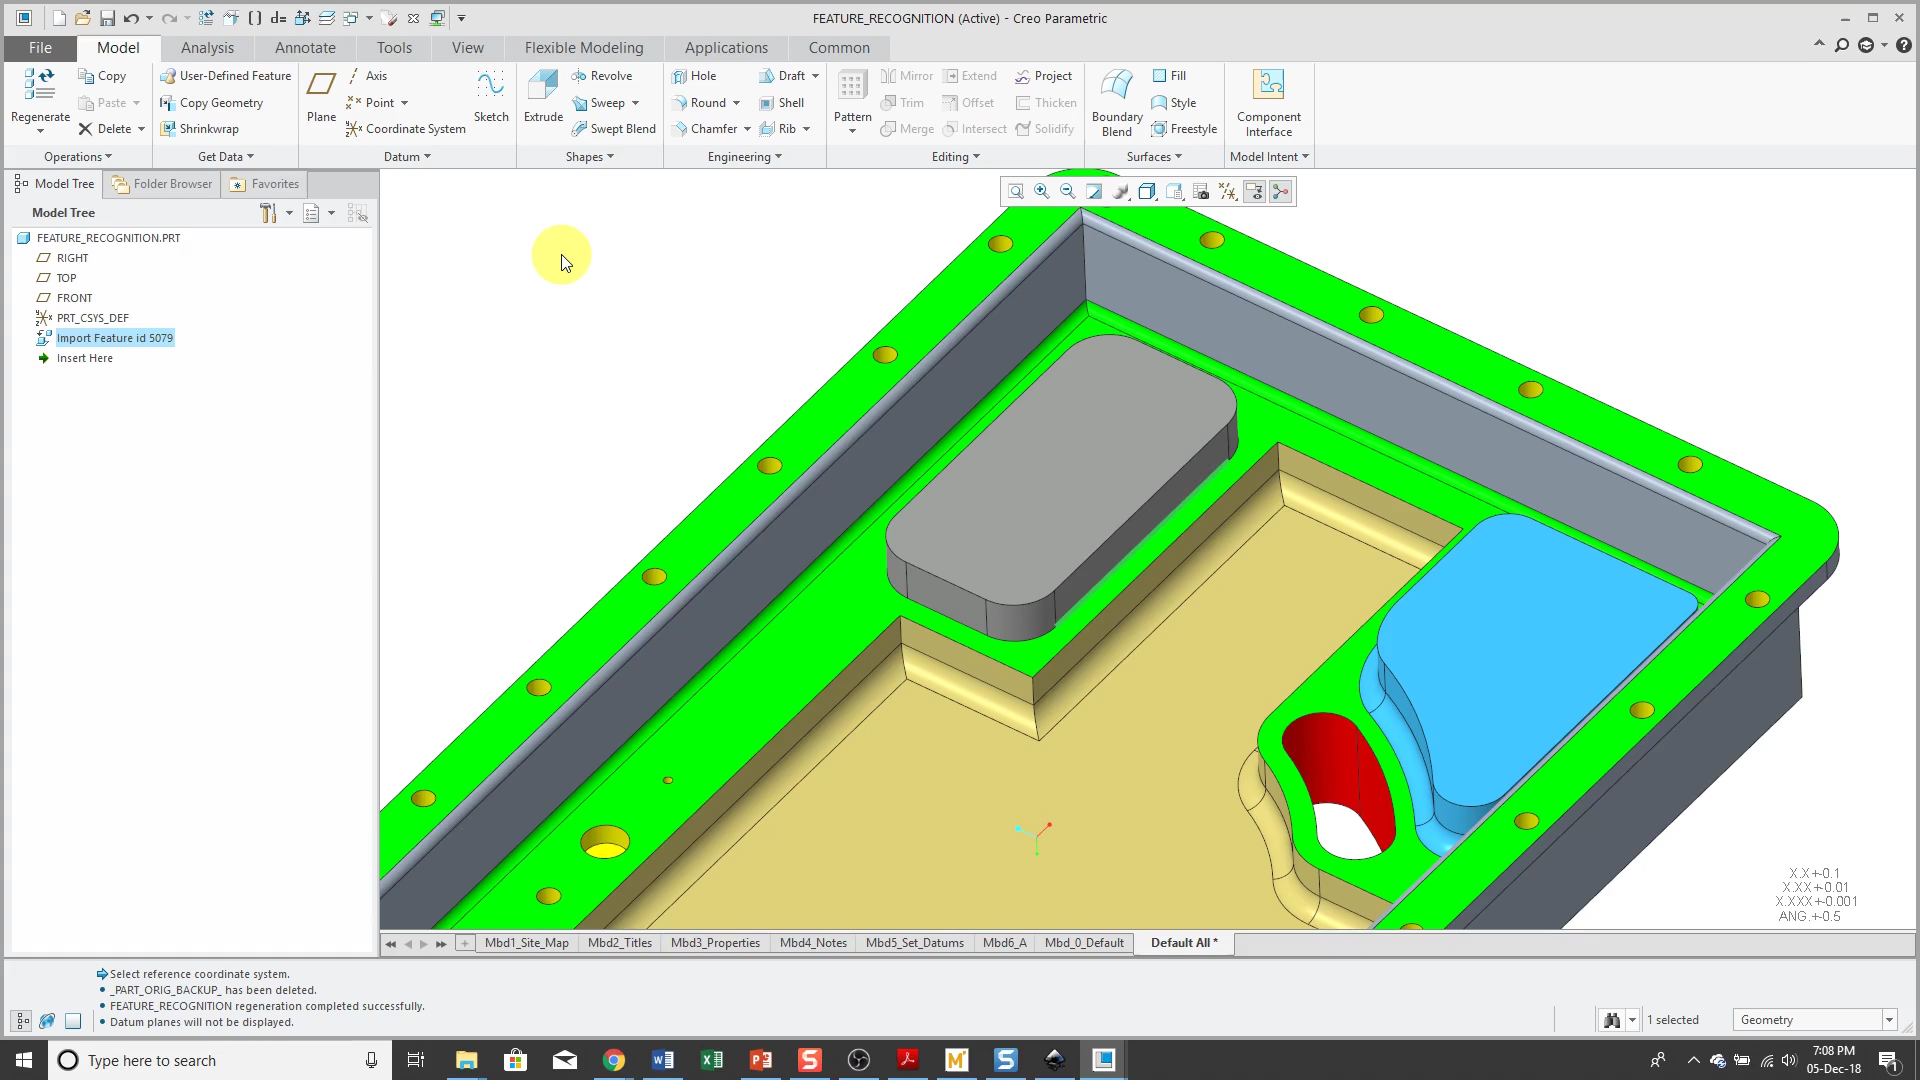 FEATURE_RECOGNITION (Active) - Creo Parametric
File Model Analysis Annotate Tools View Flexible Modeling Applications Common
Regenerate
Copy
Paste
Delete
Operations
User-Defined Feature
Copy Geometry
Shrinkwrap
Get Data
Plane
Axis
Point
Coordinate System
Sketch
Datum
Extrude
Revolve
Sweep
Swept Blend
Shapes
Hole
Round
Chamfer
Draft
Shell
Rib
Engineering
Pattern
Mirror
Trim
Merge
Extend
Offset
Intersect
Project
Thicken
Solidify
Editing
Boundary
Blend
Fill
Style
Freestyle
Surfaces
Component
Interface
Model Intent
Model Tree Folder Browser Favorites
Model Tree
FEATURE_RECOGNITION.PRT
RIGHT
TOP
FRONT
PRT_CSYS_DEF
Import Feature id 5079
Insert Here
X.X+-0.1
X.XX+-0.01
X.XXX+-0.001
ANG.+-0.5
Mbd1_Site_Map Mbd2_Titles Mbd3_Properties Mbd4_Notes Mbd5_Set_Datums Mbd6_A Mbd_0_Default Default All *
Select reference coordinate system.
• _PART_ORIG_BACKUP_ has been deleted.
• FEATURE_RECOGNITION regeneration completed successfully.
• Datum planes will not be displayed.
1 selected
Geometry
Type here to search
7:08 PM
05-Dec-18